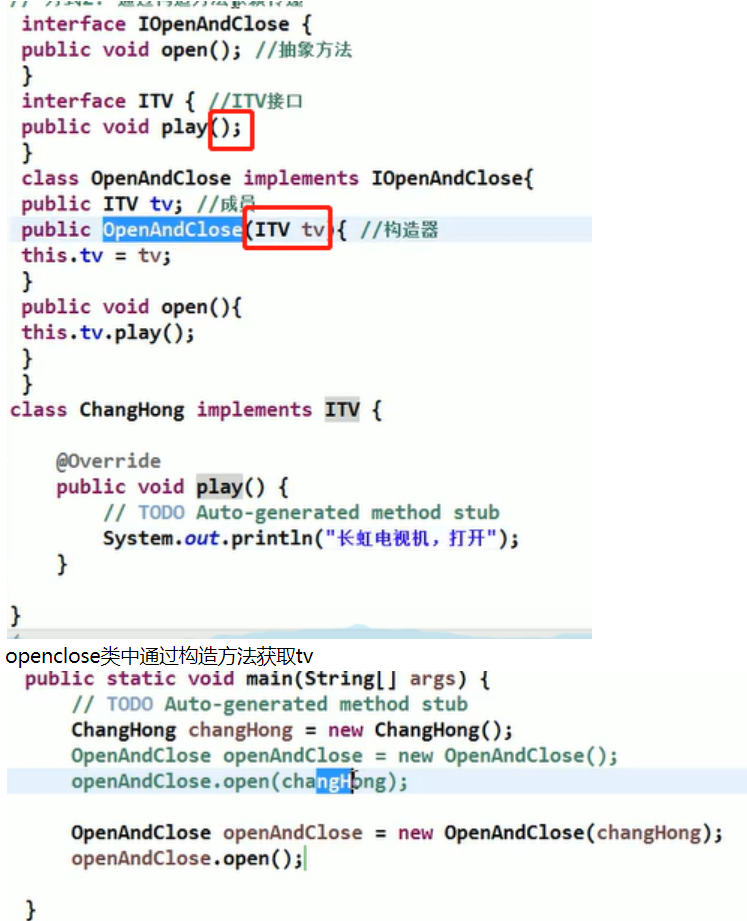 // 方式2: 通过构造方法依赖传递
interface IOpenAndClose {
public void open(); //抽象方法
}
interface ITV { //ITV接口
public void play();
}
class OpenAndClose implements IOpenAndClose{
public ITV tv; //成员
public OpenAndClose(ITV tv){ //构造器
this.tv = tv;
}
public void open(){
this.tv.play();
}
}
class ChangHong implements ITV {
@Override
public void play() {
// TODO Auto-generated method stub
System.out.println("长虹电视机，打开");
}
}
openclose类中通过构造方法获取tv
public static void main(String[] args) {
// TODO Auto-generated method stub
ChangHong changHong = new ChangHong();
OpenAndClose openAndClose = new OpenAndClose();
openAndClose.open(changHong);
OpenAndClose openAndClose = new OpenAndClose(changHong);
openAndClose.open();
}